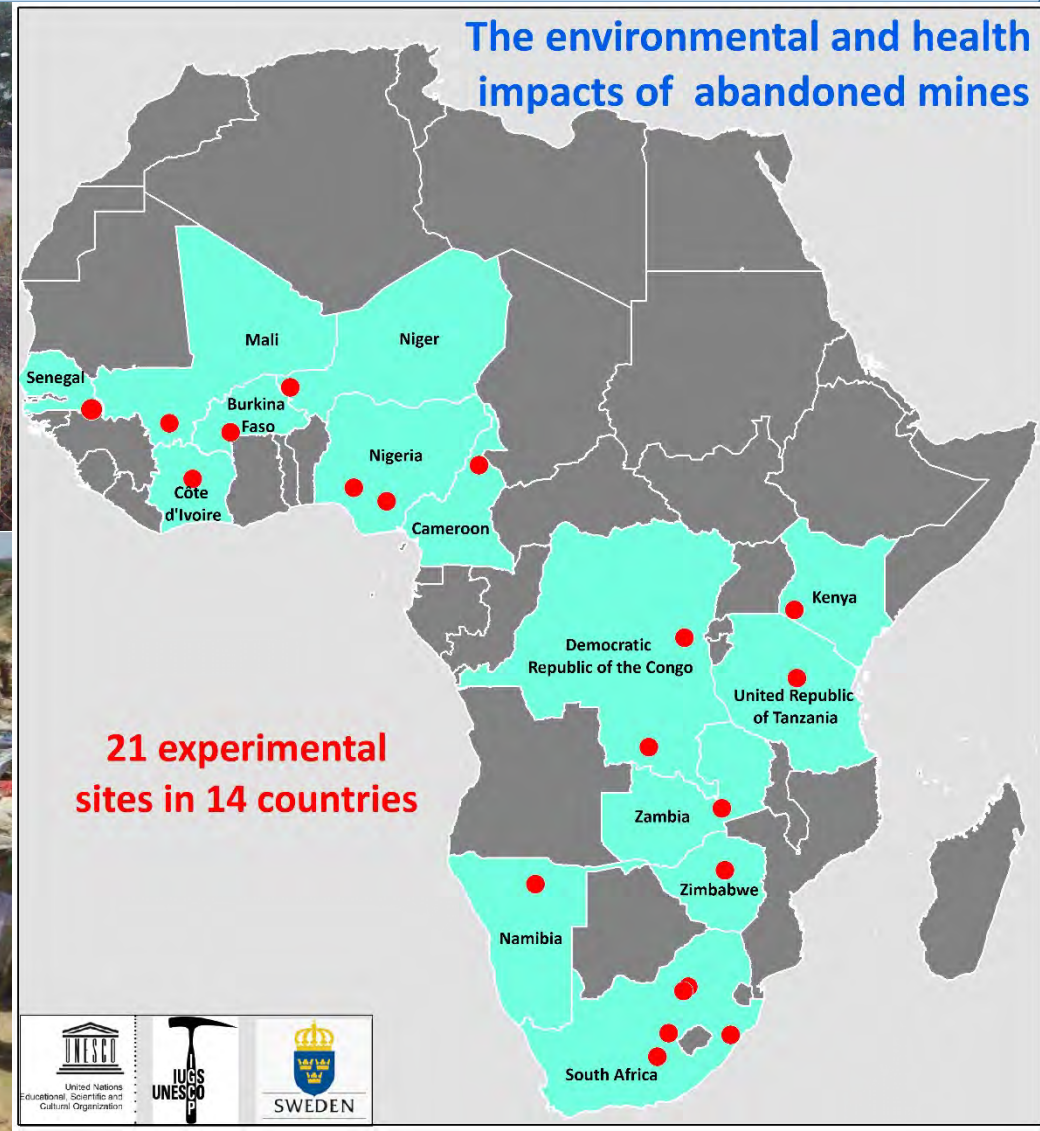 The environmental and health
impacts of abandoned mines
Mali
Niger
Senegal
Burkina
Faso
Nigeria
Côte
d'Ivoire
Cameroon
Kenya
Democratic
Republic of the Congo
United Republic
of Tanzania
21 experimental
sites in 14 countries
Zambia
Zimbabwe
Namibia
South Africa
UNESCO
United Nations
Educational, Scientific and
Cultural Organization
IUGS
UNESCO
IGCP
SWEDEN